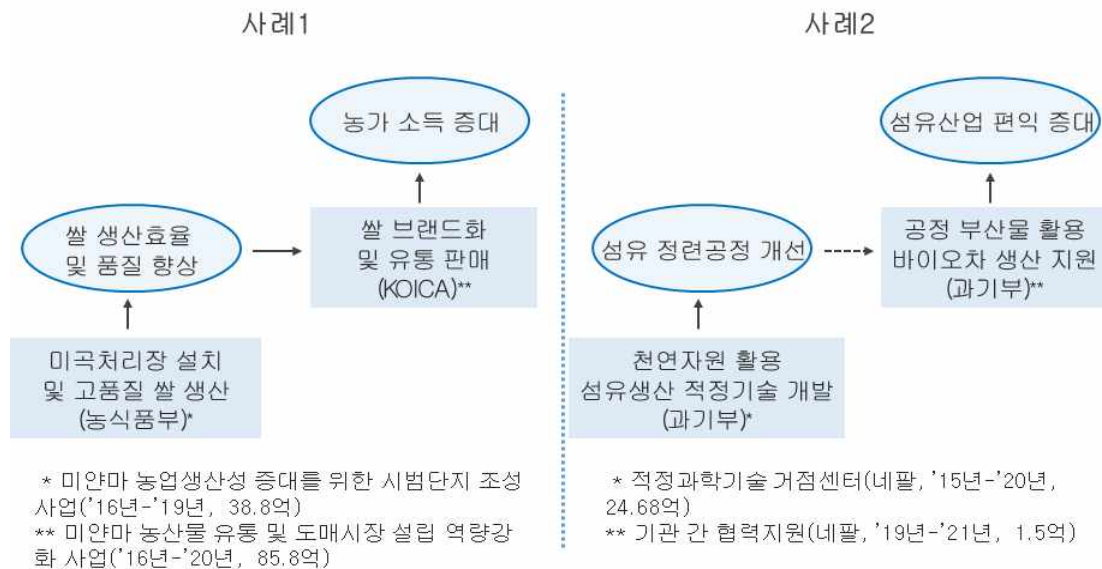 사례1
농가 소득 증대
쌀 생산효율
및 품질 향상
쌀 브랜드화
및 유통 판매
(KOICA)**
미곡처리장 설치
및 고품질 쌀 생산
(농식품부)*
* 미얀마 농업생산성 증대를 위한 시범단지 조성
사업('16년-'19년, 38.8억)
** 미얀마 농산물 유통 및 도매시장 설립 역량강
화 사업('16년-'20년, 85.8억)
사례2
섬유산업 편익 증대
섬유 정련공정 개선
공정 부산물 활용
바이오차 생산 지원
(과기부)**
천연자원 활용
섬유생산 적정기술 개발
(과기부)*
* 적정과학기술 거점센터(네팔, '15년-'20년,
24.68억)
** 기관 간 협력지원(네팔, '19년-'21년, 1.5억)